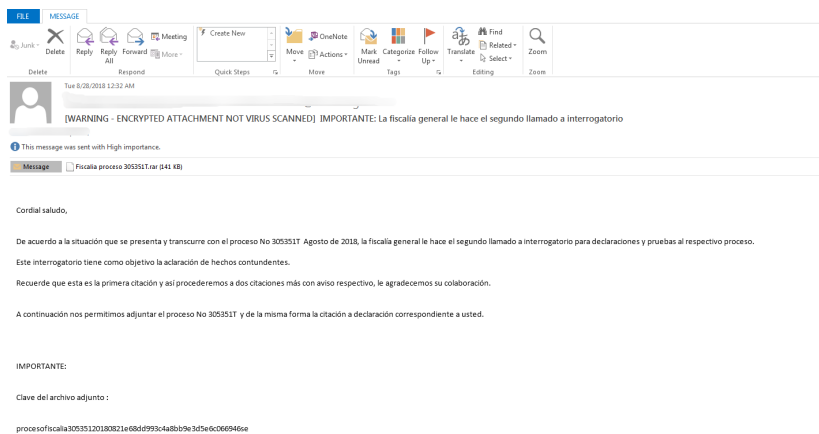 FILE MESSAGE
Junk Delete Reply Reply All Forward Meeting More Create New Move OneNote Actions Mark Unread Categorize Follow Up Translate Find Related Select Zoom
Delete Respond Quick Steps Move Tags Editing Zoom
Tue 8/28/2018 12:32 AM
[WARNING - ENCRYPTED ATTACHMENT NOT VIRUS SCANNED] IMPORTANTE: La fiscalía general le hace el segundo llamado a interrogatorio
This message was sent with High importance.
Message Fiscalia proceso 305351T.rar (141 KB)
Cordial saludo,
De acuerdo a la situación que se presenta y transcurre con el proceso No 305351T Agosto de 2018, la fiscalía general le hace el segundo llamado a interrogatorio para declaraciones y pruebas al respectivo proceso.
Este interrogatorio tiene como objetivo la aclaración de hechos contundentes.
Recuerde que esta es la primera citación y así procederemos a dos citaciones más con aviso respectivo, le agradecemos su colaboración.
A continuación nos permitimos adjuntar el proceso No 305351T y de la misma forma la citación a declaración correspondiente a usted.
IMPORTANTE:
Clave del archivo adjunto :
procesofiscalia30535120180821e68dd993c4a8bb9e3d5e6c066946se